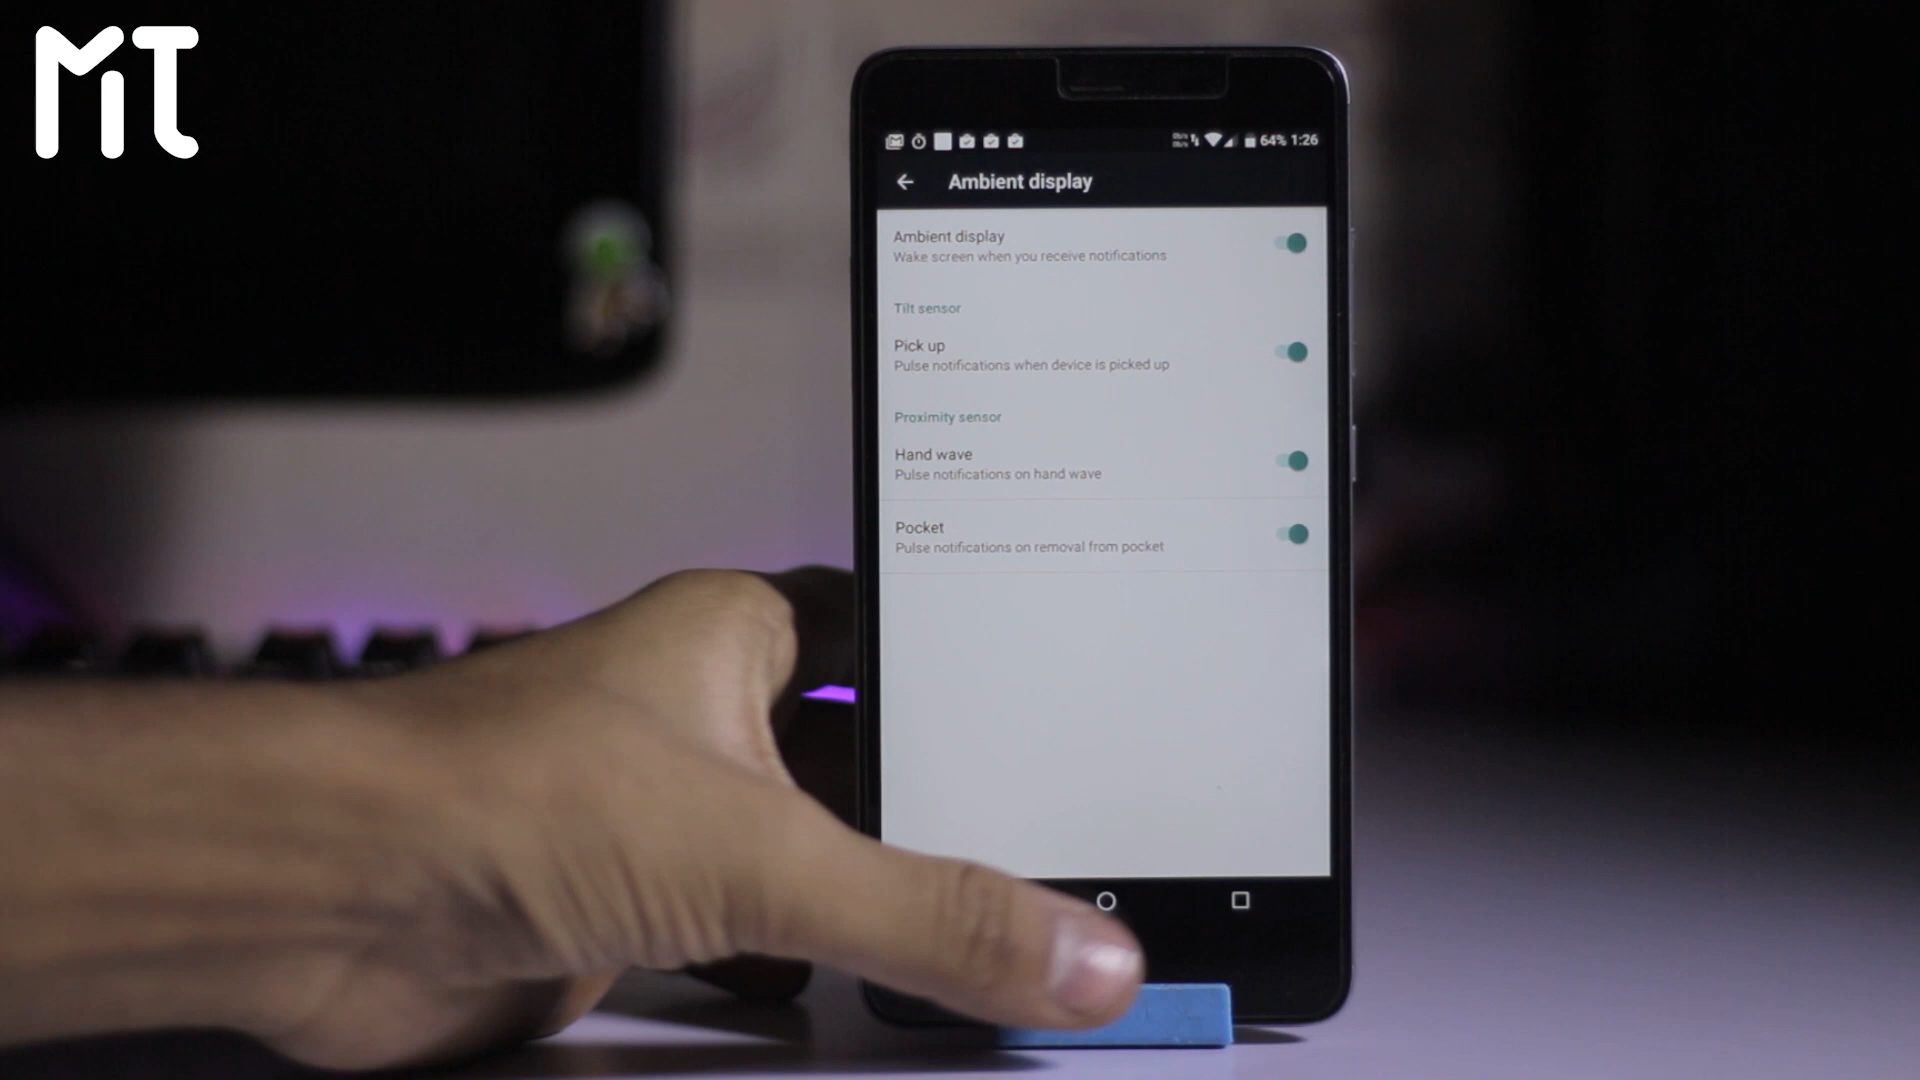 MT
64% 1:26
Ambient display
Ambient display
Wake screen when you receive notifications
Tilt sensor
Pick up
Pulse notifications when device is picked up
Proximity sensor
Hand wave
Pulse notifications on hand wave
Pocket
Pulse notifications on removal from pocket